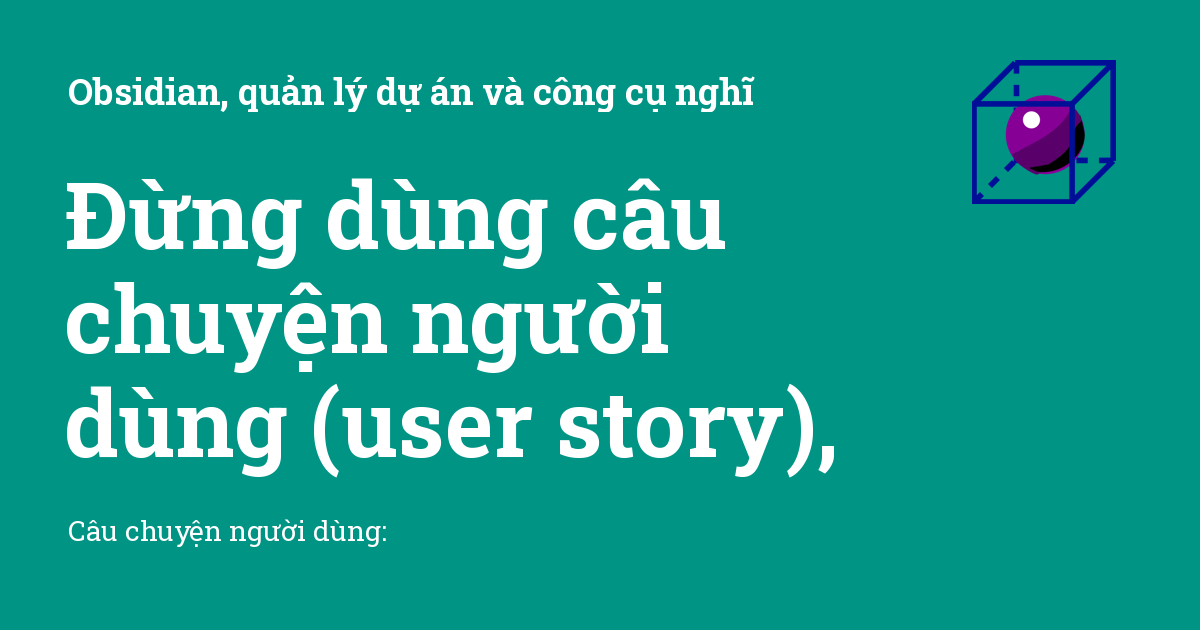 Obsidian, quản lý dự án và công cụ nghĩ
Đừng dùng câu
chuyện người
dùng (user story),
Câu chuyện người dùng: